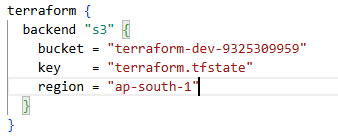 terraform {
  backend "s3" {
    bucket = "terraform-dev-9325309959"
    key    = "terraform.tfstate"
    region = "ap-south-1"
  }
}